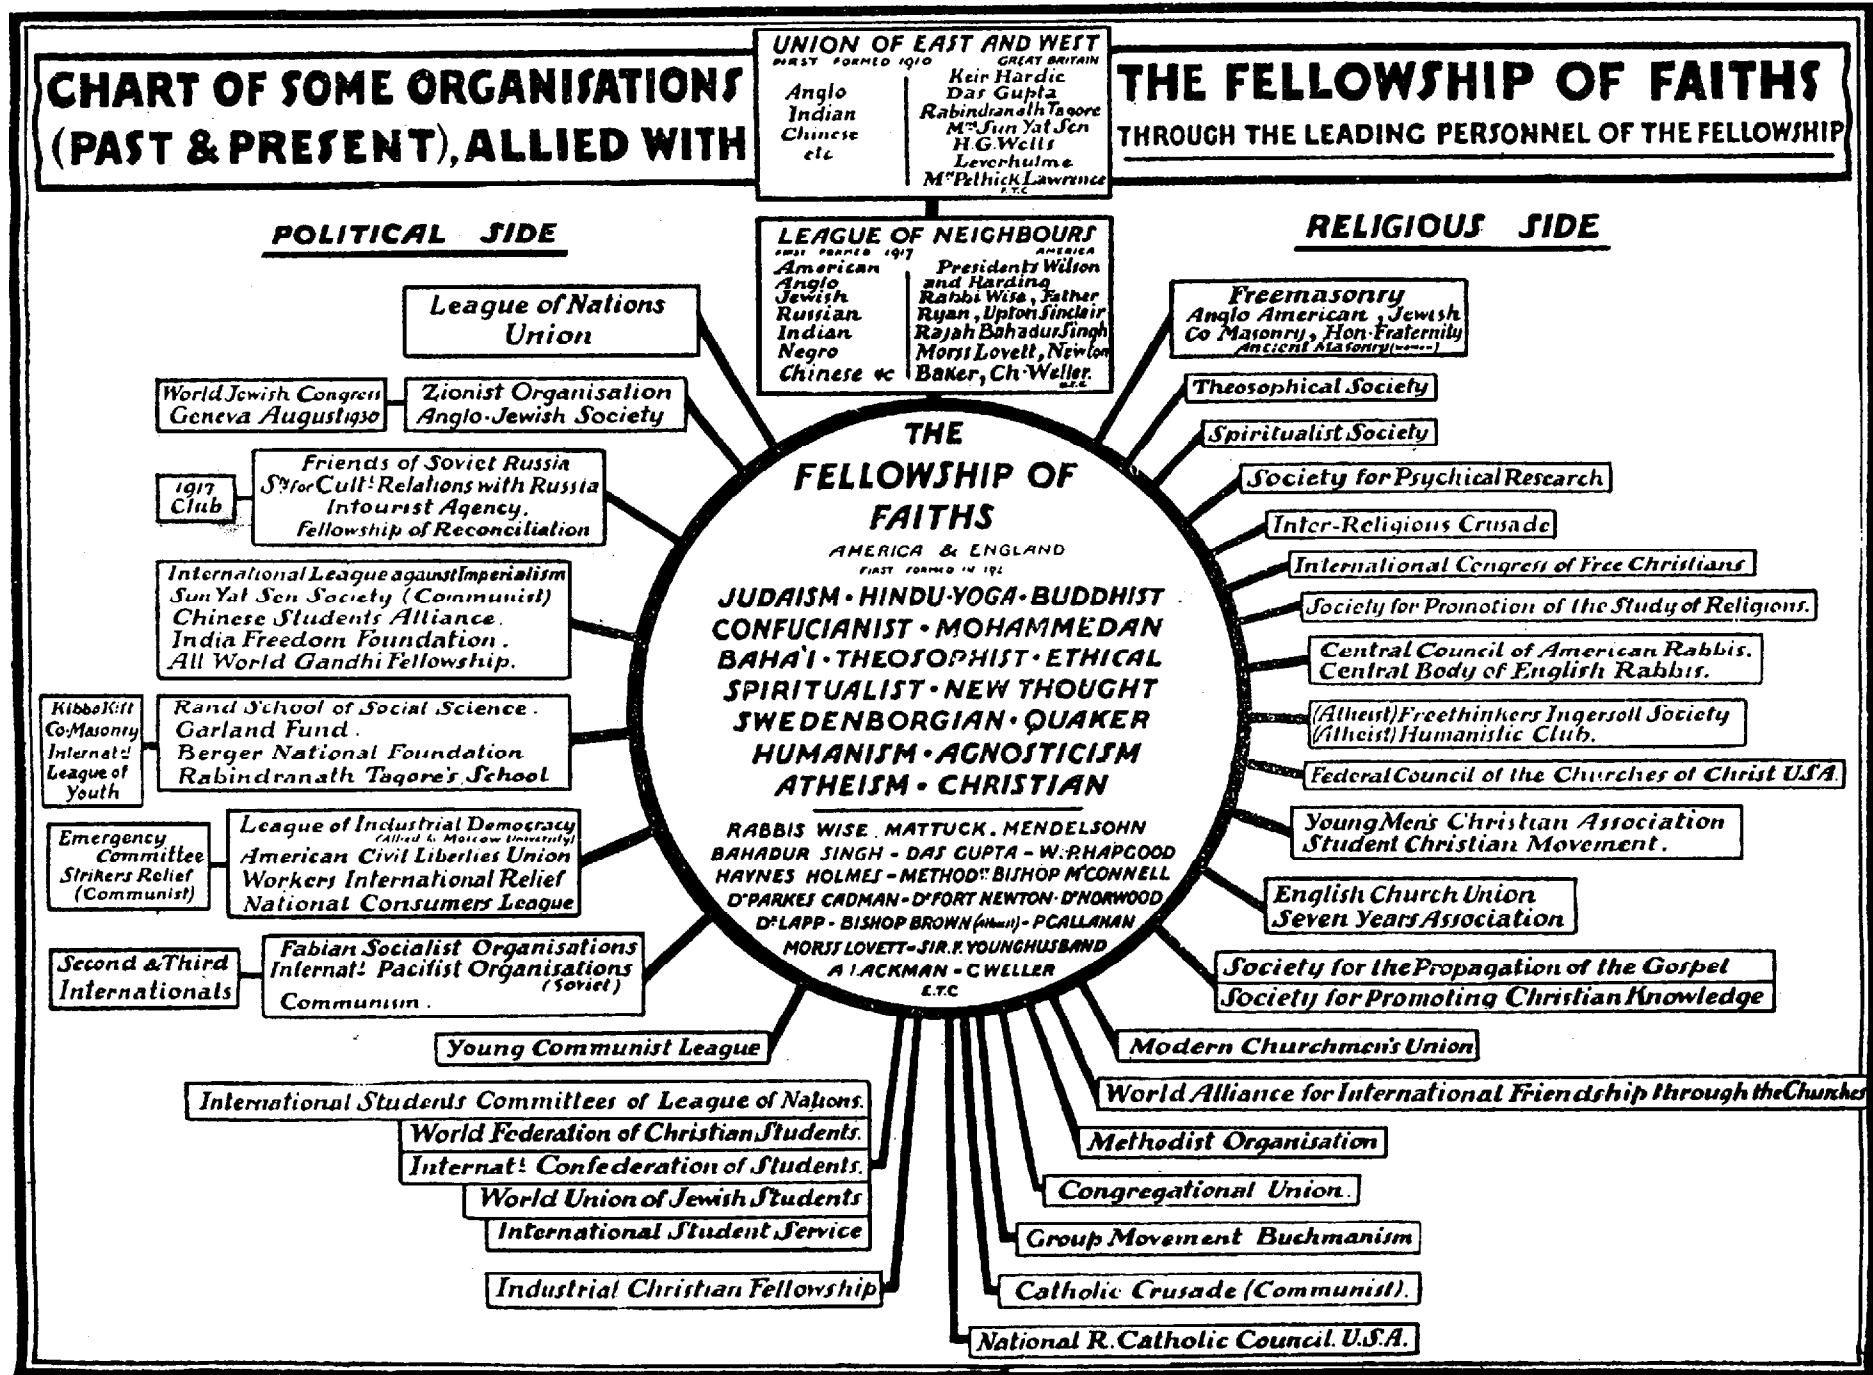 CHART OF SOME ORGANISATIONS
(PAST & PRESENT), ALLIED WITH
UNION OF EAST AND WEST
FIRST FORMED 1910 GREAT BRITAIN
Anglo
Indian
Chinese
etc
Keir Hardie
Das Gupta
Rabindranath Tagore
Mrs Sun Yat Sen
H.G. Wells
Leverhulme
Mrs Pethick Lawrence
E.T.C
THE FELLOWSHIP OF FAITHS
THROUGH THE LEADING PERSONNEL OF THE FELLOWSHIP
POLITICAL SIDE
RELIGIOUS SIDE
LEAGUE OF NEIGHBOURS
FIRST FORMED 1917 AMERICA
American
Anglo
Jewish
Russian
Indian
Negro
Chinese &c
Presidents Wilson
and Harding
Rabbi Wise, Father
Ryan, Upton Sinclair
Rajah Bahadur Singh
Morss Lovett, Newton
Baker, Ch. Weller.
E.T.C
League of Nations
Union
World Jewish Congress
Geneva August 1930
Zionist Organisation
Anglo-Jewish Society
1917
Club
Friends of Soviet Russia
Sty for Cultl Relations with Russia
Intourist Agency.
Fellowship of Reconciliation
International League against Imperialism
Sun Yat Sen Society (Communist)
Chinese Students Alliance.
India Freedom Foundation.
All World Gandhi Fellowship.
Kibbo Kift
Co-Masonry
Internatl
League of
Youth
Rand School of Social Science.
Garland Fund.
Berger National Foundation
Rabindranath Tagore's School
Emergency
Committee
Strikers Relief
(Communist)
League of Industrial Democracy
(Allied to Moscow University)
American Civil Liberties Union
Workers International Relief
National Consumers League
Second & Third
Internationals
Fabian Socialist Organisations
Internatl Pacifist Organisations
(Soviet)
Communism.
Young Communist League
International Students Committees of League of Nations.
World Federation of Christian Students.
Internatl Confederation of Students.
World Union of Jewish Students
International Student Service
Industrial Christian Fellowship
THE
FELLOWSHIP OF
FAITHS
AMERICA & ENGLAND
FIRST FORMED IN 192
JUDAISM · HINDU · YOGA · BUDDHIST
CONFUCIANIST · MOHAMMEDAN
BAHA'I · THEOSOPHIST · ETHICAL
SPIRITUALIST · NEW THOUGHT
SWEDENBORGIAN · QUAKER
HUMANISM · AGNOSTICISM
ATHEISM · CHRISTIAN
RABBIS WISE. MATTUCK. MENDELSOHN
BAHADUR SINGH - DAS GUPTA - W.P. HAPGOOD
HAYNES HOLMES - METHODst BISHOP McCONNELL
Dr PARKES CADMAN - Dr FORT NEWTON - Dr NORWOOD
Dr LAPP - BISHOP BROWN (Atheist) - P CALLAHAN
MORSS LOVETT - SIR. F. YOUNGHUSBAND
A JACKMAN - C WELLER
E.T.C
Freemasonry
Anglo American, Jewish
Co Masonry, Hon. Fraternity
Ancient Masonry (women)
Theosophical Society
Spiritualist Society
Society for Psychical Research
Inter-Religious Crusade
International Congress of Free Christians
Society for Promotion of the Study of Religions.
Central Council of American Rabbis.
Central Body of English Rabbis.
(Atheist) Freethinkers Ingersoll Society
(Atheist) Humanistic Club.
Federal Council of the Churches of Christ U.S.A.
Young Men's Christian Association
Student Christian Movement.
English Church Union
Seven Years Association
Society for the Propagation of the Gospel
Society for Promoting Christian Knowledge
Modern Churchmen's Union
World Alliance for International Friendship through the Churches
Methodist Organisation
Congregational Union.
Group Movement Buchmanism
Catholic Crusade (Communist).
National R. Catholic Council. U.S.A.